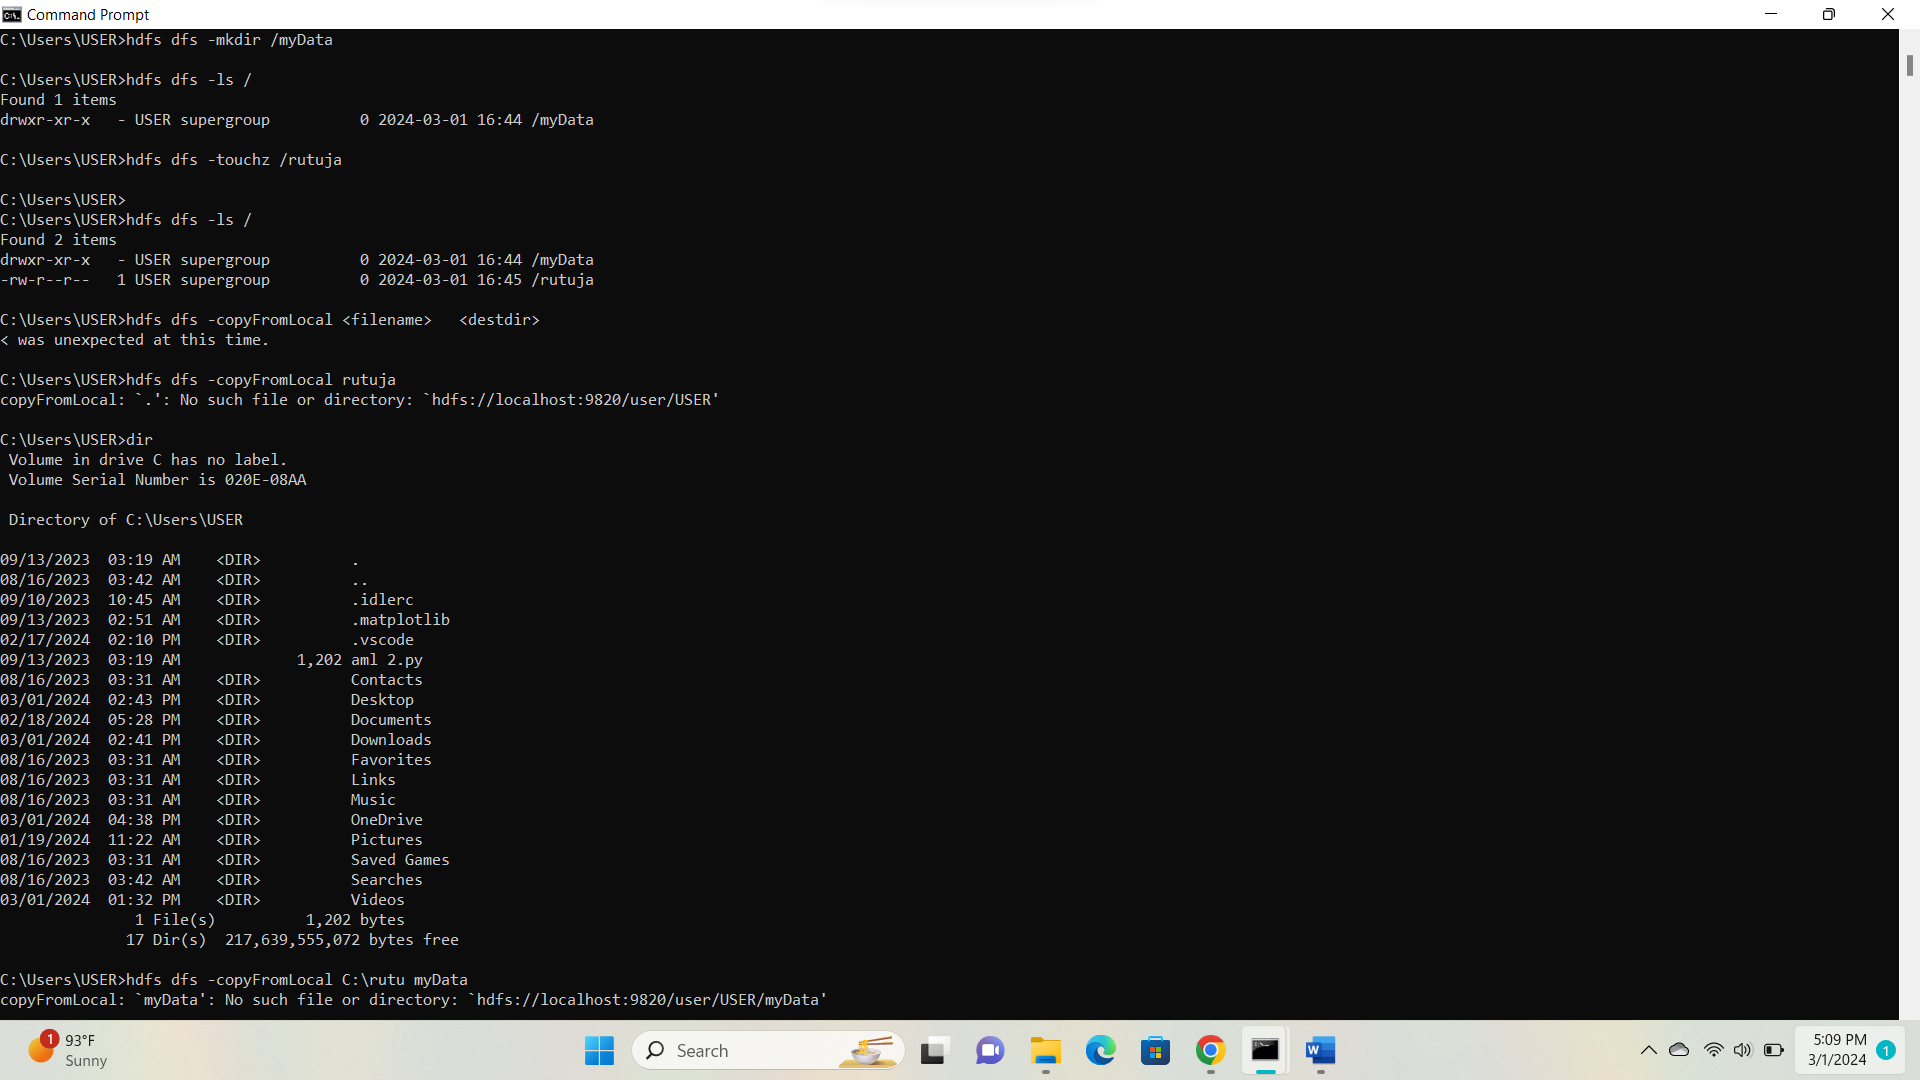 Command Prompt
C:\Users\USER>hdfs dfs -mkdir /myData
C:\Users\USER>hdfs dfs -ls /
Found 1 items
drwxr-xr-x   - USER supergroup          0 2024-03-01 16:44 /myData
C:\Users\USER>hdfs dfs -touchz /rutuja
C:\Users\USER>
C:\Users\USER>hdfs dfs -ls /
Found 2 items
drwxr-xr-x   - USER supergroup          0 2024-03-01 16:44 /myData
-rw-r--r--   1 USER supergroup          0 2024-03-01 16:45 /rutuja
C:\Users\USER>hdfs dfs -copyFromLocal <filename>   <destdir>
< was unexpected at this time.
C:\Users\USER>hdfs dfs -copyFromLocal rutuja
copyFromLocal: `.': No such file or directory: `hdfs://localhost:9820/user/USER'
C:\Users\USER>dir
 Volume in drive C has no label.
 Volume Serial Number is 020E-08AA
 Directory of C:\Users\USER
09/13/2023  03:19 AM    <DIR>          .
08/16/2023  03:42 AM    <DIR>          ..
09/10/2023  10:45 AM    <DIR>          .idlerc
09/13/2023  02:51 AM    <DIR>          .matplotlib
02/17/2024  02:10 PM    <DIR>          .vscode
09/13/2023  03:19 AM             1,202 aml 2.py
08/16/2023  03:31 AM    <DIR>          Contacts
03/01/2024  02:43 PM    <DIR>          Desktop
02/18/2024  05:28 PM    <DIR>          Documents
03/01/2024  02:41 PM    <DIR>          Downloads
08/16/2023  03:31 AM    <DIR>          Favorites
08/16/2023  03:31 AM    <DIR>          Links
08/16/2023  03:31 AM    <DIR>          Music
03/01/2024  04:38 PM    <DIR>          OneDrive
01/19/2024  11:22 AM    <DIR>          Pictures
08/16/2023  03:31 AM    <DIR>          Saved Games
08/16/2023  03:42 AM    <DIR>          Searches
03/01/2024  01:32 PM    <DIR>          Videos
               1 File(s)          1,202 bytes
              17 Dir(s)  217,639,555,072 bytes free
C:\Users\USER>hdfs dfs -copyFromLocal C:\rutu myData
copyFromLocal: `myData': No such file or directory: `hdfs://localhost:9820/user/USER/myData'
1
93°F
Sunny
Search
5:09 PM
3/1/2024
1